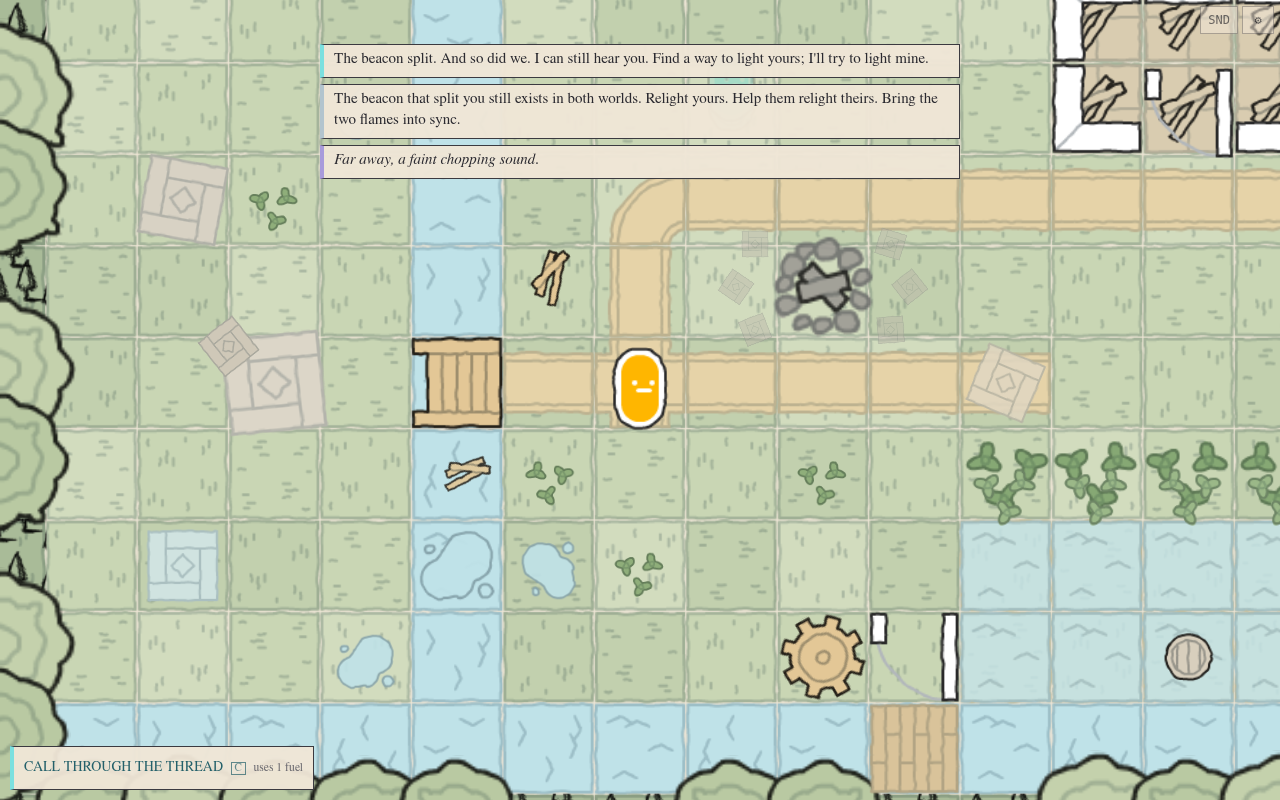 SND
The beacon split. And so did we. I can still hear you. Find a way to light yours; I'll try to light mine.
The beacon that split you still exists in both worlds. Relight yours. Help them relight theirs. Bring the
two flames into sync.
Far away, a faint chopping sound.
CALL THROUGH THE THREAD C uses 1 fuel